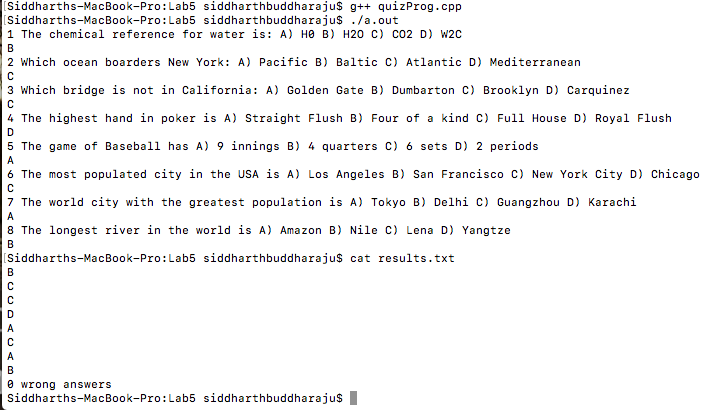 [Siddharths-MacBook-Pro:Lab5 siddharthbuddharaju$ g++ quizProg.cpp
[Siddharths-MacBook-Pro:Lab5 siddharthbuddharaju$ ./a.out
1 The chemical reference for water is: A) H0 B) H2O C) CO2 D) W2C
B
2 Which ocean boarders New York: A) Pacific B) Baltic C) Atlantic D) Mediterranean
C
3 Which bridge is not in California: A) Golden Gate B) Dumbarton C) Brooklyn D) Carquinez
C
4 The highest hand in poker is A) Straight Flush B) Four of a kind C) Full House D) Royal Flush
D
5 The game of Baseball has A) 9 innings B) 4 quarters C) 6 sets D) 2 periods
A
6 The most populated city in the USA is A) Los Angeles B) San Francisco C) New York City D) Chicago
C
7 The world city with the greatest population is A) Tokyo B) Delhi C) Guangzhou D) Karachi
A
8 The longest river in the world is A) Amazon B) Nile C) Lena D) Yangtze
B
[Siddharths-MacBook-Pro:Lab5 siddharthbuddharaju$ cat results.txt
B
C
C
D
A
C
A
B
0 wrong answers
Siddharths-MacBook-Pro:Lab5 siddharthbuddharaju$